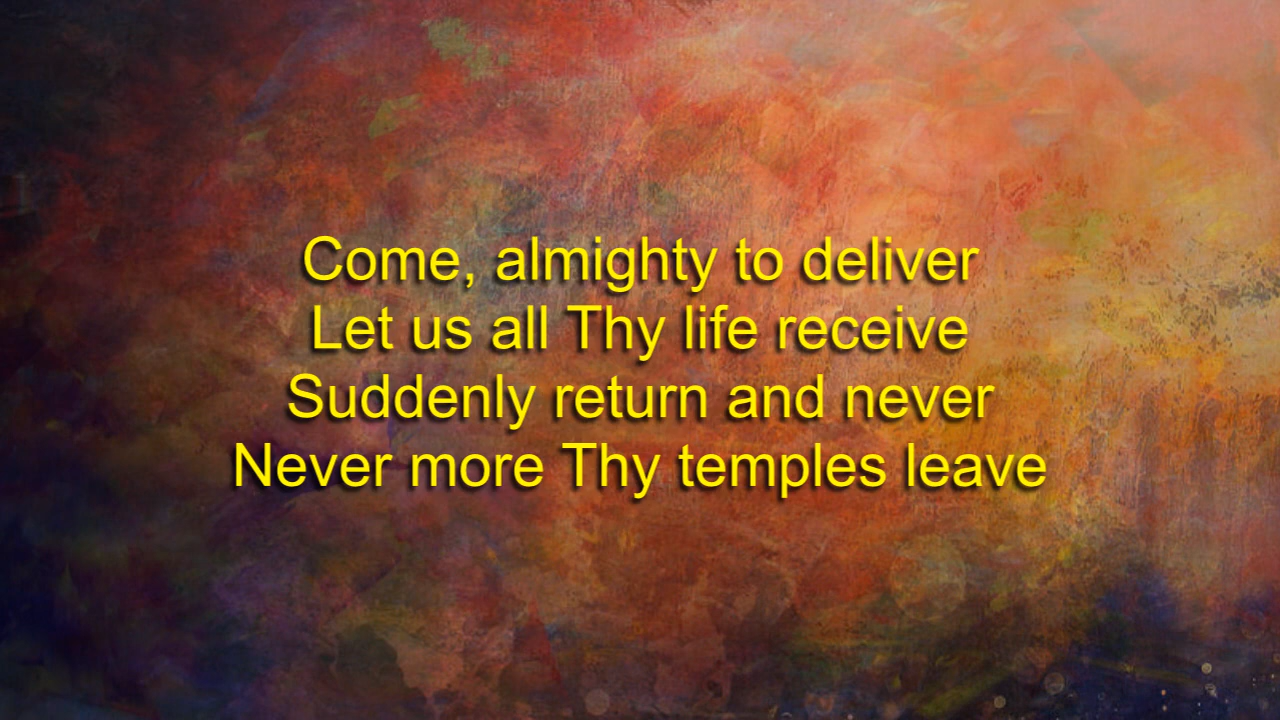 Come, almighty to deliver
Let us all Thy life receive
Suddenly return and never
Never more Thy temples leave